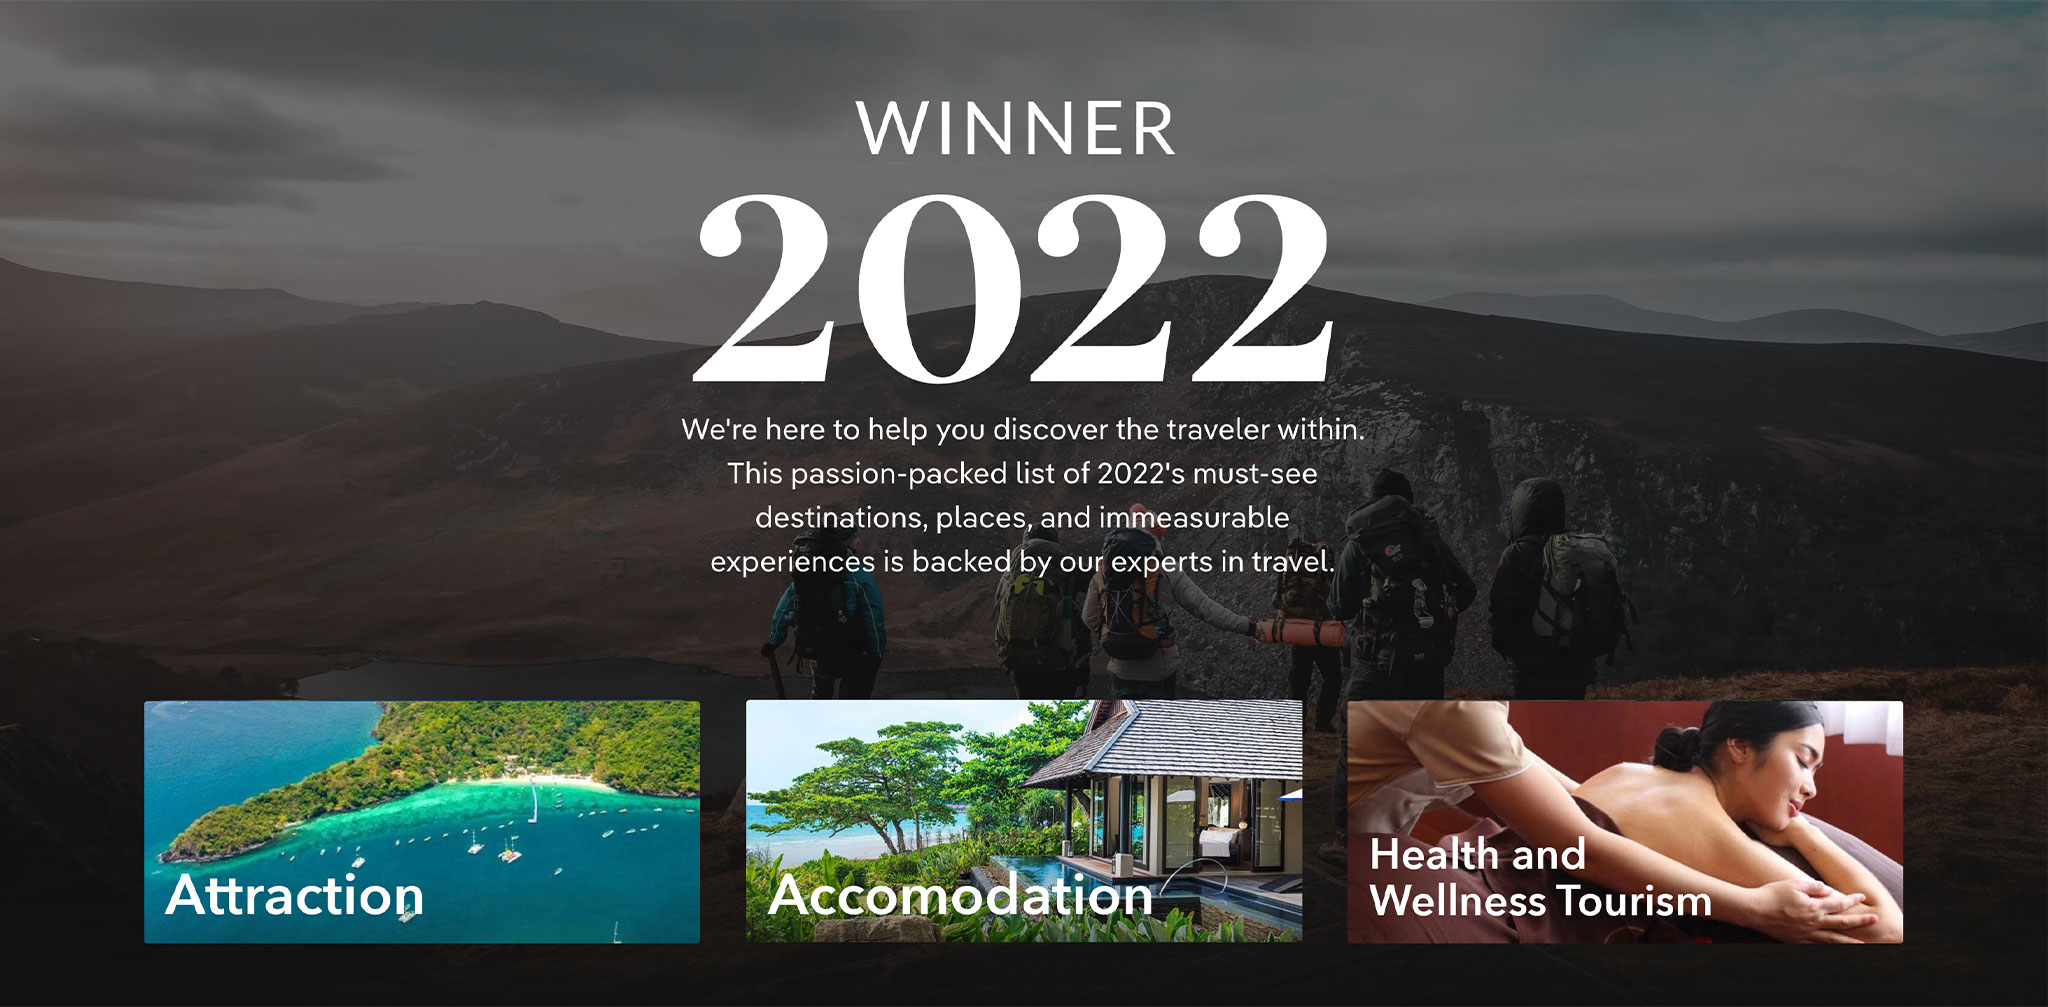 WINNER
2022
We're here to help you discover the traveler within.
This passion-packed list of 2022's must-see
destinations, places, and immeasurable
experiences is backed by our experts in travel.
Attraction
Accomodation
Health and
Wellness Tourism